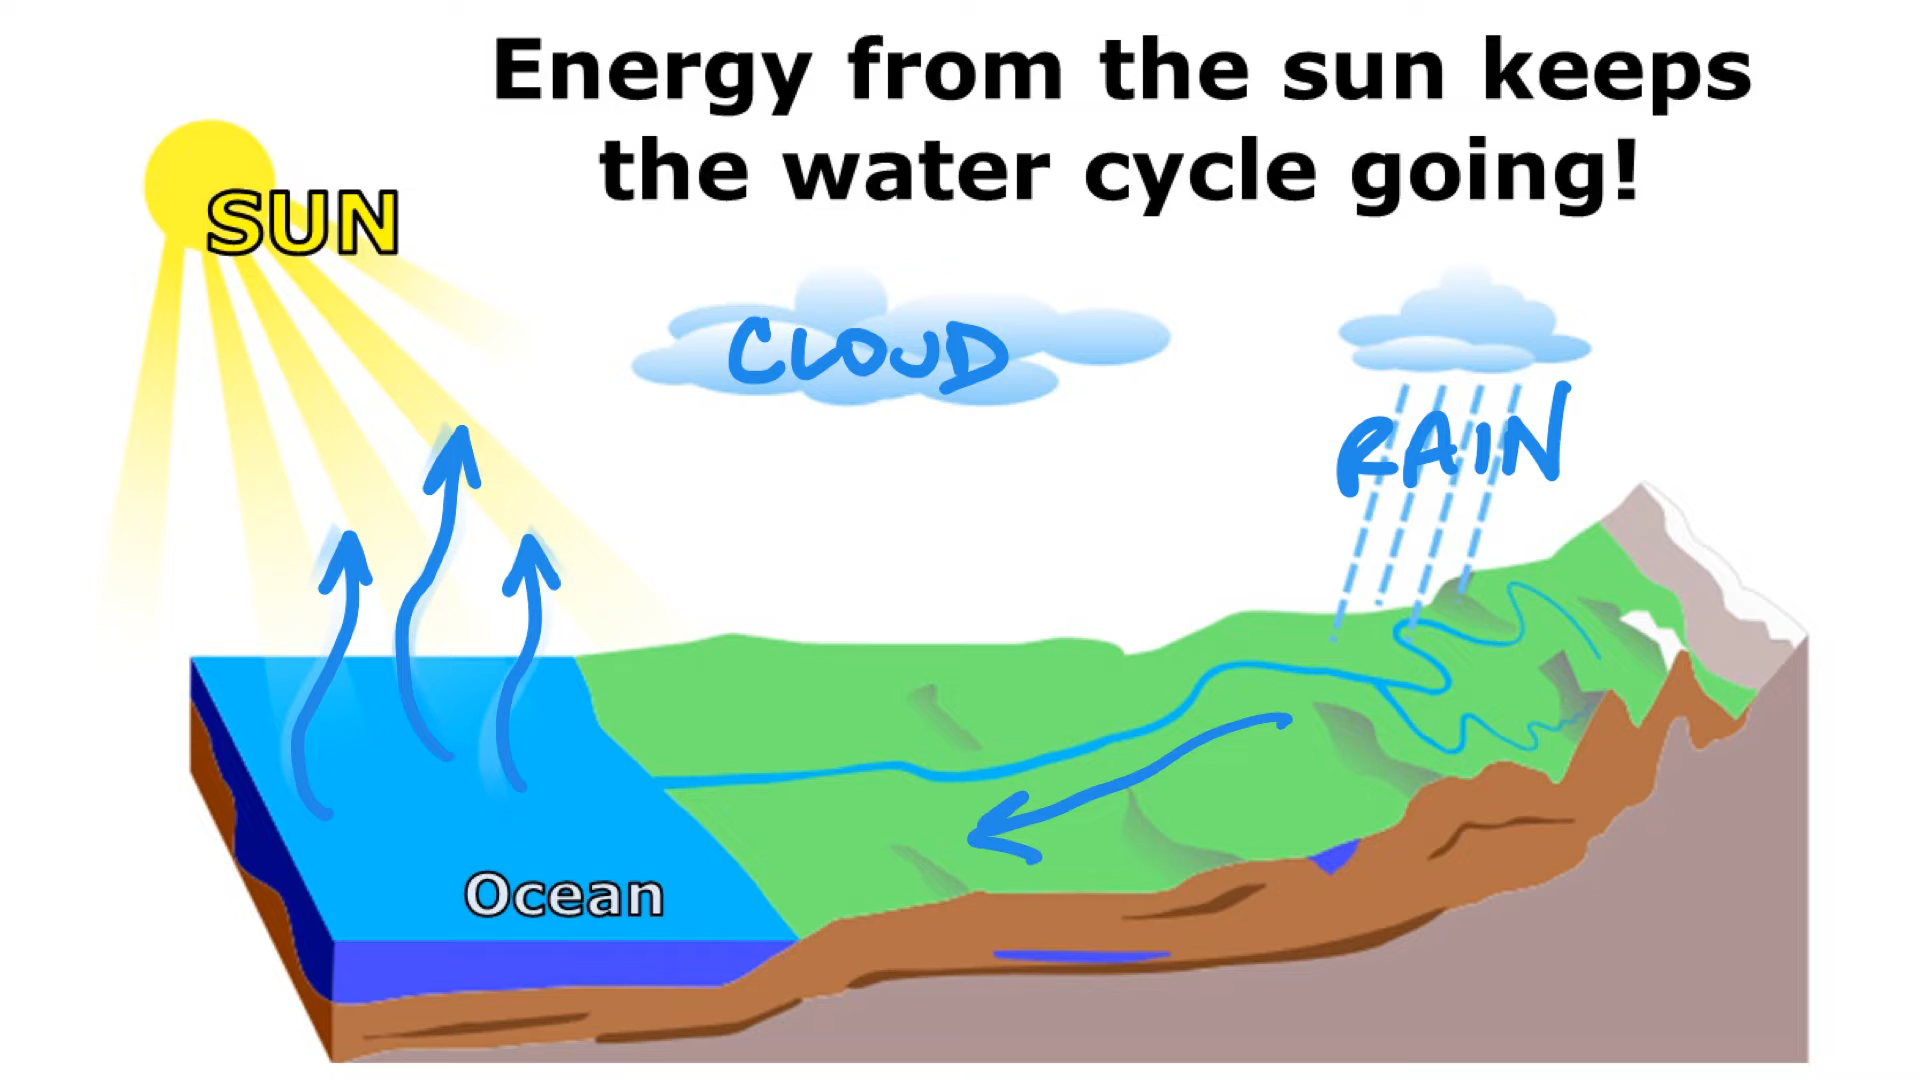 Energy from the sun keeps
the water cycle going!
SUN
CLOUD
RAIN
Ocean